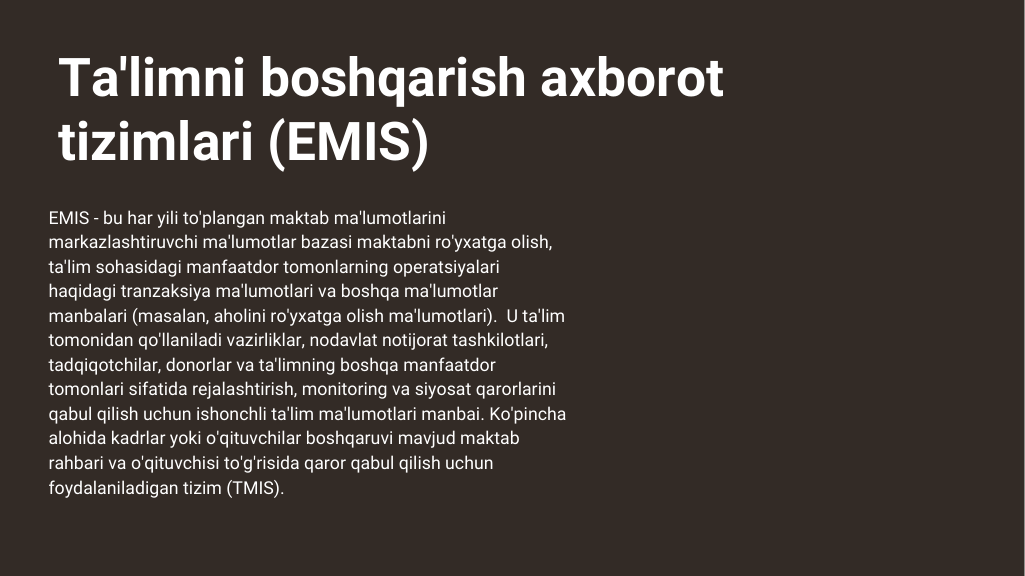 Ta'limni boshqarish axborot
tizimlari (EMIS)
EMIS - bu har yili to'plangan maktab ma'lumotlarini
markazlashtiruvchi ma'lumotlar bazasi maktabni ro'yxatga olish,
ta'lim sohasidagi manfaatdor tomonlarning operatsiyalari
haqidagi tranzaksiya ma'lumotlari va boshqa ma'lumotlar
manbalari (masalan, aholini ro'yxatga olish ma'lumotlari).  U ta'lim
tomonidan qo'llaniladi vazirliklar, nodavlat notijorat tashkilotlari,
tadqiqotchilar, donorlar va ta'limning boshqa manfaatdor
tomonlari sifatida rejalashtirish, monitoring va siyosat qarorlarini
qabul qilish uchun ishonchli ta'lim ma'lumotlari manbai. Ko'pincha
alohida kadrlar yoki o'qituvchilar boshqaruvi mavjud maktab
rahbari va o'qituvchisi to'g'risida qaror qabul qilish uchun
foydalaniladigan tizim (TMIS).